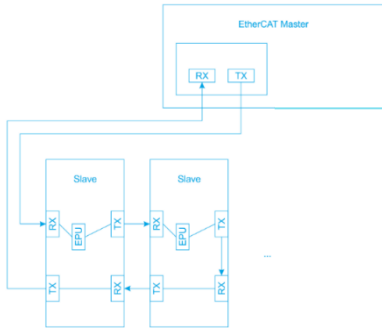 EtherCAT Master
RX TX
Slave Slave
RX EPU TX RX EPU TX
TX RX TX RX
...